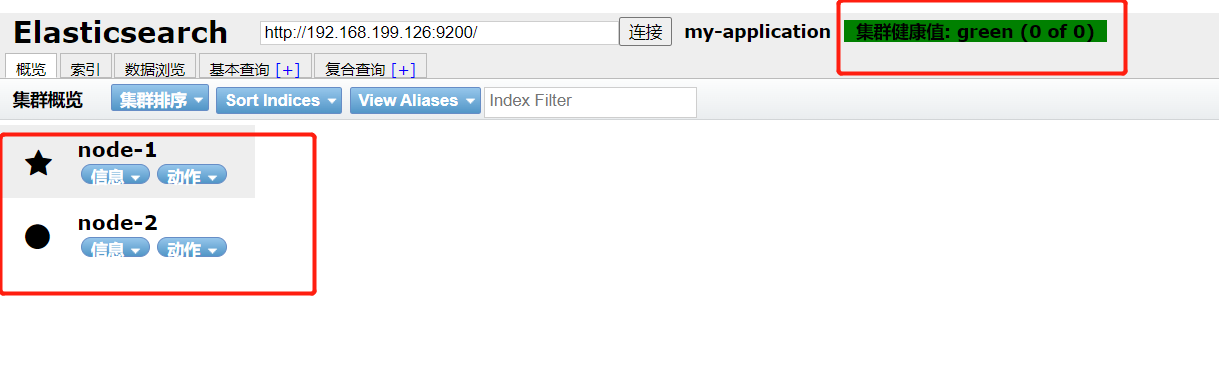 Elasticsearch http://192.168.199.126:9200/ 连接 my-application 集群健康值: green (0 of 0)
概览 索引 数据浏览 基本查询 [+] 复合查询 [+]
集群概览 集群排序 Sort Indices View Aliases Index Filter
node-1
信息 动作
node-2
信息 动作